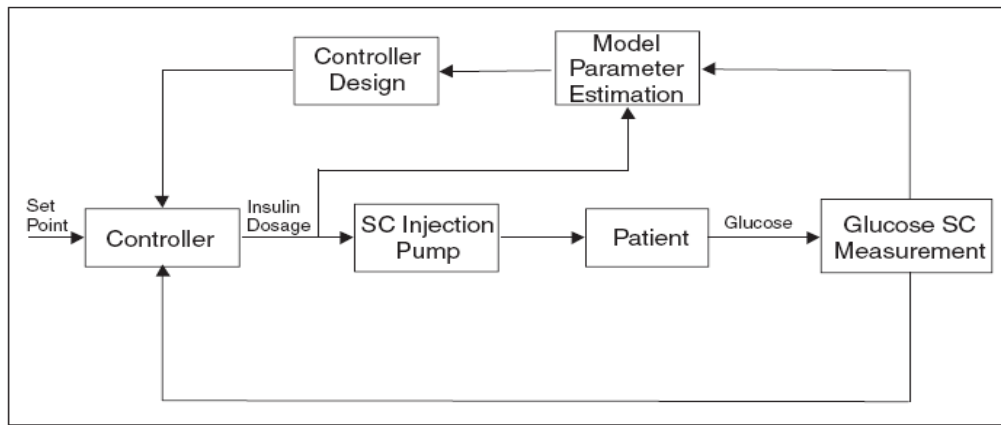 Controller
Design
Model
Parameter
Estimation
Set
Point
Controller
Insulin
Dosage
SC Injection
Pump
Patient
Glucose
Glucose SC
Measurement